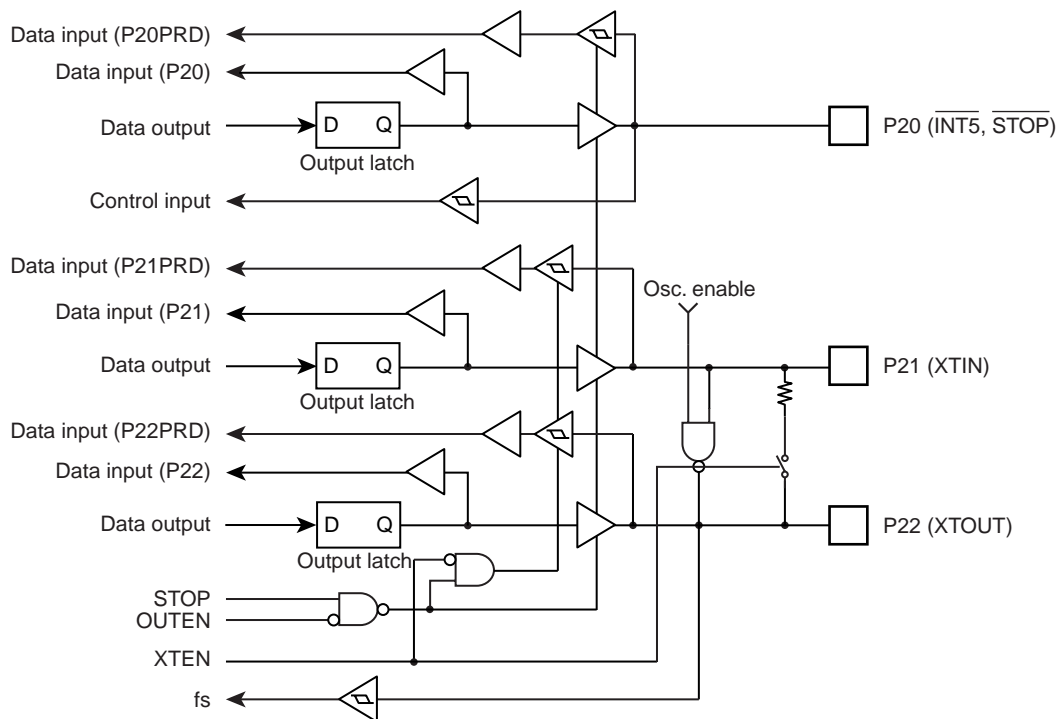 Data input (P20PRD)
Data input (P20)
Data output
D Q
Output latch
P20 (INT5, STOP)
Control input
Data input (P21PRD)
Osc. enable
Data input (P21)
Data output
D Q
Output latch
P21 (XTIN)
Data input (P22PRD)
Data input (P22)
Data output
D Q
Output latch
P22 (XTOUT)
STOP
OUTEN
XTEN
fs